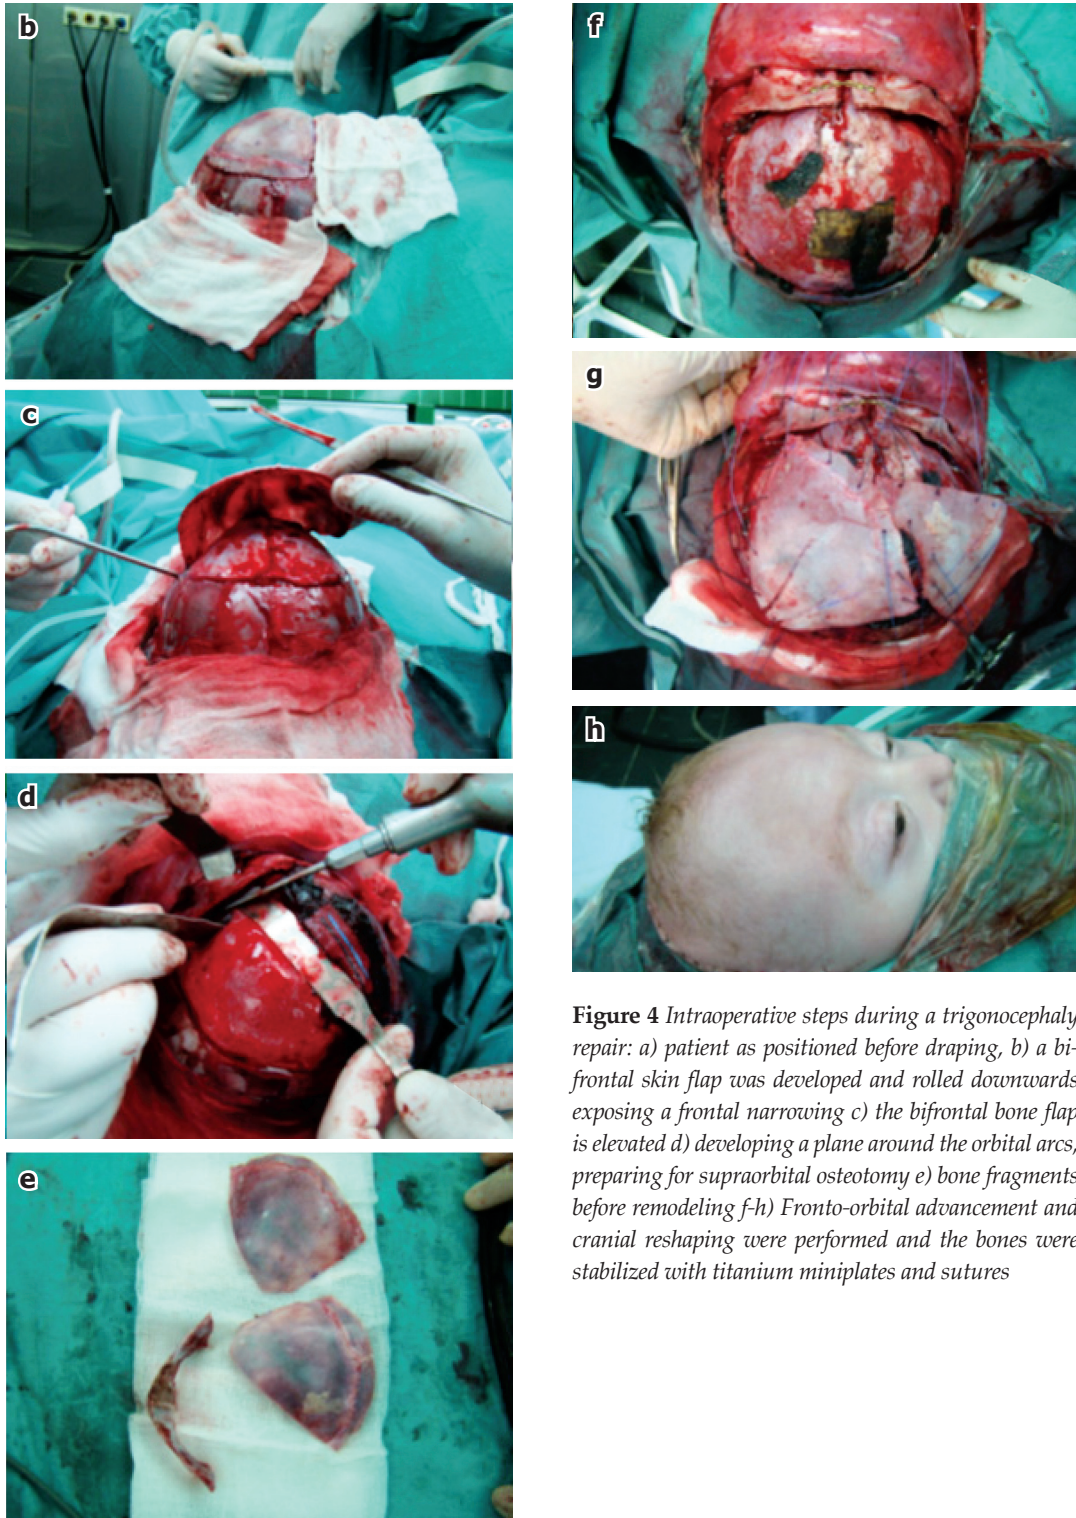 b
c
d
e
f
g
h
Figure 4 Intraoperative steps during a trigonocephaly
repair: a) patient as positioned before draping, b) a bi-
frontal skin flap was developed and rolled downwards
exposing a frontal narrowing c) the bifrontal bone flap
is elevated d) developing a plane around the orbital arcs,
preparing for supraorbital osteotomy e) bone fragments
before remodeling f-h) Fronto-orbital advancement and
cranial reshaping were performed and the bones were
stabilized with titanium miniplates and sutures